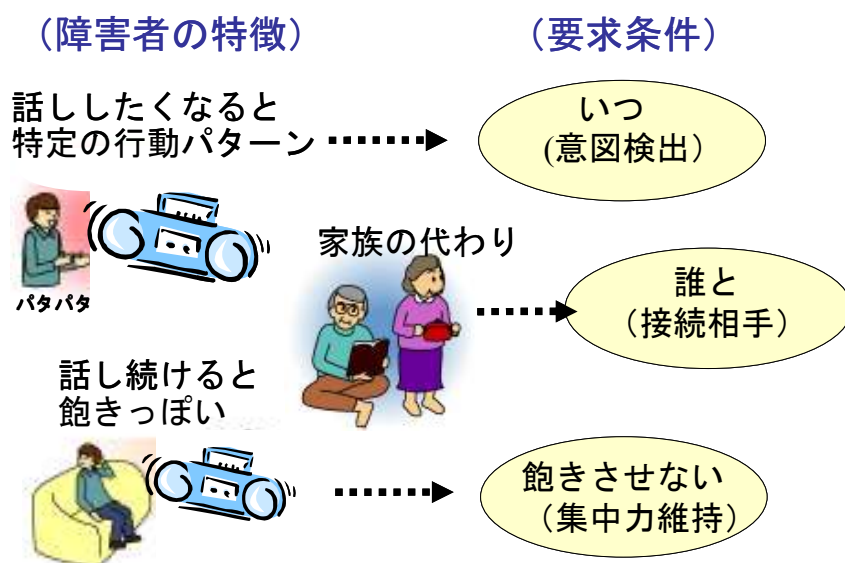 （障害者の特徴）
（要求条件）
話ししたくなると
特定の行動パターン
いつ
(意図検出）
パタパタ
家族の代わり
誰と
（接続相手）
話し続けると
飽きっぽい
飽きさせない
（集中力維持）